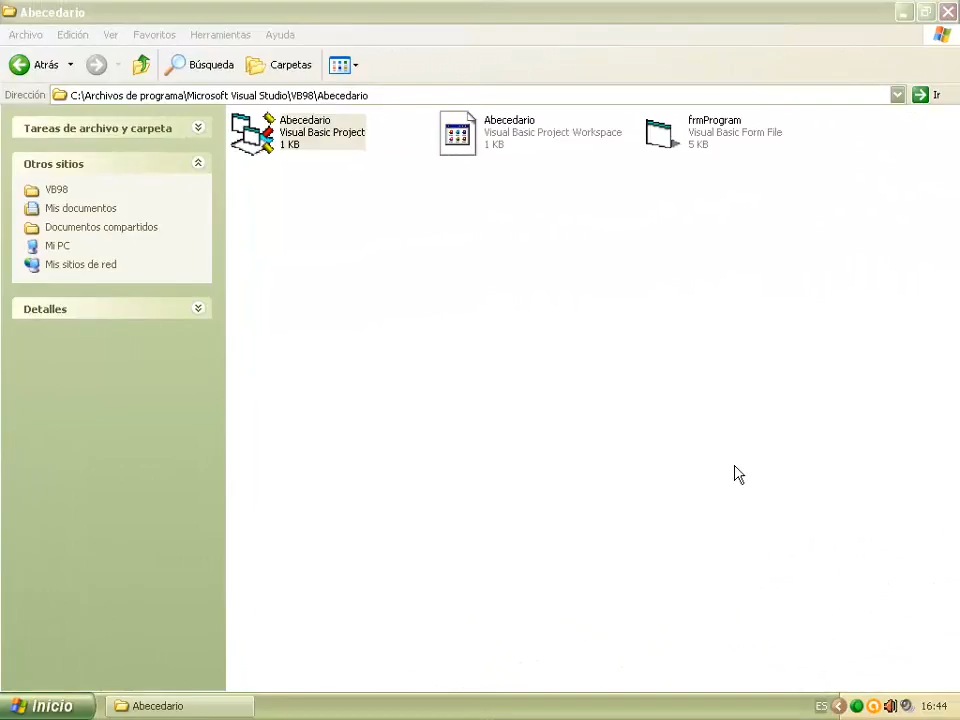 Abecedario
Archivo Edición Ver Favoritos Herramientas Ayuda
Atrás Búsqueda Carpetas
Dirección C:\Archivos de programa\Microsoft Visual Studio\VB98\Abecedario Ir
Tareas de archivo y carpeta
Otros sitios
VB98
Mis documentos
Documentos compartidos
Mi PC
Mis sitios de red
Detalles
Abecedario
Visual Basic Project
1 KB
Abecedario
Visual Basic Project Workspace
1 KB
frmProgram
Visual Basic Form File
5 KB
Inicio Abecedario ES 16:44